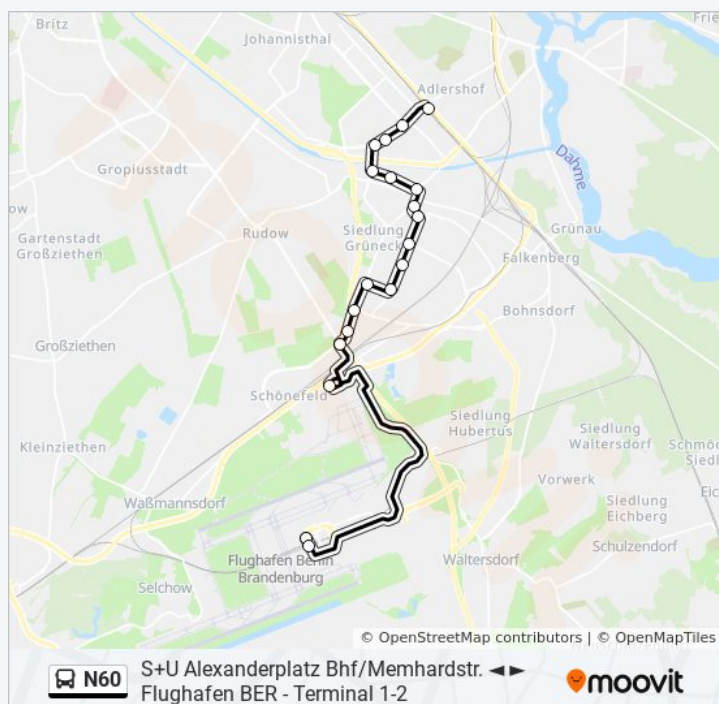 Britz
Johannisthal
Frie
Adlershof
Gropiusstadt
Dahme
ow
Gartenstadt
Großziethen
Rudow
Siedlung
Grüneck
Grünau
Falkenberg
Bohnsdorf
Großziethen
Schönefeld
Siedlung
Hubertus
Siedlung
Waltersdorf
Schmöc
Siedl
Kleinziethen
Vorwerk
Eic
Waßmannsdorf
Siedlung
Eichberg
Schulzendorf
Flughafen Berlin
Brandenburg
Waltersdorf
Selchow
© OpenStreetMap contributors | © OpenMapTiles
N60
S+U Alexanderplatz Bhf/Memhardstr. ◄►
Flughafen BER - Terminal 1-2
moovit